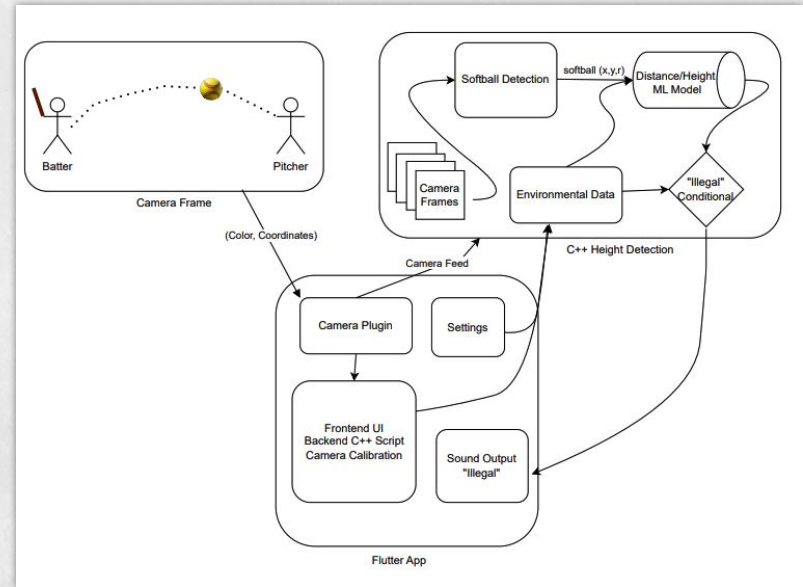 Batter
Pitcher
Camera Frame
(Color, Coordinates)
Softball Detection
softball (x,y,r)
Distance/Height
ML Model
Camera
Frames
Environmental Data
"Illegal"
Conditional
C++ Height Detection
Camera Feed
Camera Plugin
Settings
Frontend UI
Backend C++ Script
Camera Calibration
Sound Output
"Illegal"
Flutter App